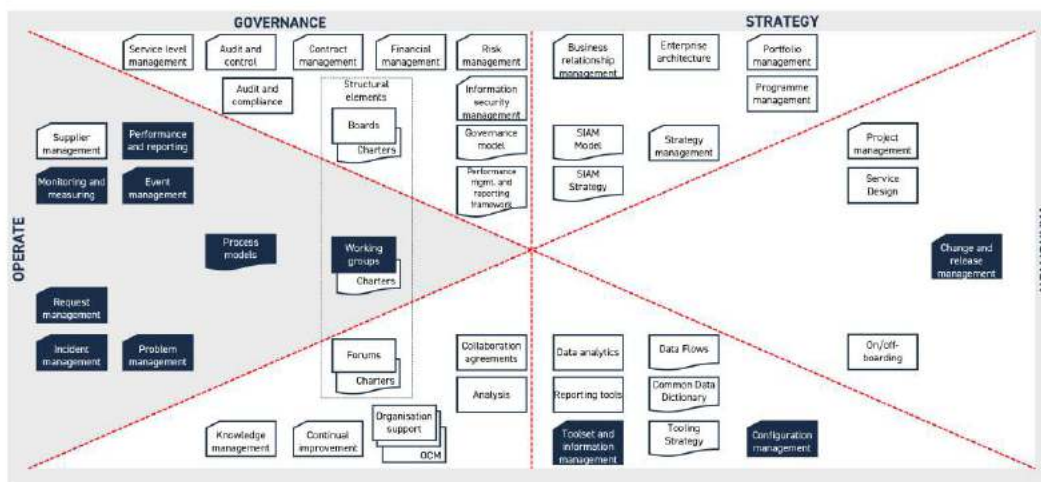 GOVERNANCE
STRATEGY
Service level
management
Audit and
control
Contract
management
Financial
management
Risk
management
Business
relationship
management
Enterprise
architecture
Portfolio
management
Audit and
compliance
Structural
elements
Information
security
management
Programme
management
Boards
Charters
Supplier
management
Performance
and reporting
Governance
model
SIAM
Model
Strategy
management
Project
management
Monitoring and
measuring
Event
management
Performance
mgmt. and
reporting
framework
SIAM
Strategy
Service
Design
OPERATE
Process
models
Working
groups
Charters
Change and
release
management
Request
management
Incident
management
Problem
management
Forums
Charters
Collaboration
agreements
Data analytics
Data Flows
On/off-
boarding
Analysis
Reporting tools
Common Data
Dictionary
Knowledge
management
Continual
improvement
Organisation
support
OCM
Toolset and
information
management
Tooling
Strategy
Configuration
management